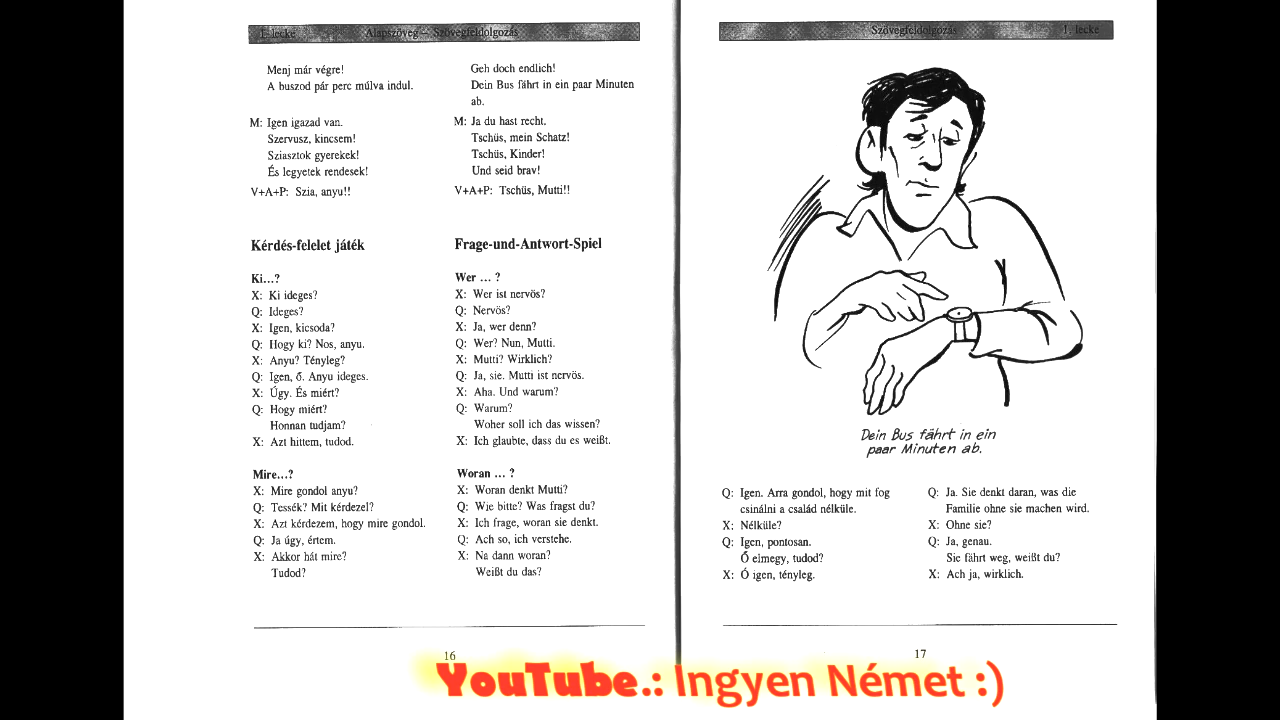 1. lecke Alapszöveg – Szövegfeldolgozás
Menj már végre!
A buszod pár perc múlva indul.
M: Igen igazad van.
Szervusz, kincsem!
Sziasztok gyerekek!
És legyetek rendesek!
V+A+P: Szia, anyu!!
Geh doch endlich!
Dein Bus fährt in ein paar Minuten
ab.
M: Ja du hast recht.
Tschüs, mein Schatz!
Tschüs, Kinder!
Und seid brav!
V+A+P: Tschüs, Mutti!!
Kérdés-felelet játék
Ki...?
X: Ki ideges?
Q: Ideges?
X: Igen, kicsoda?
Q: Hogy ki? Nos, anyu.
X: Anyu? Tényleg?
Q: Igen, ő. Anyu ideges.
X: Úgy. És miért?
Q: Hogy miért?
Honnan tudjam?
X: Azt hittem, tudod.
Mire...?
X: Mire gondol anyu?
Q: Tessék? Mit kérdezel?
X: Azt kérdezem, hogy mire gondol.
Q: Ja úgy, értem.
X: Akkor hát mire?
Tudod?
Frage-und-Antwort-Spiel
Wer ... ?
X: Wer ist nervös?
Q: Nervös?
X: Ja, wer denn?
Q: Wer? Nun, Mutti.
X: Mutti? Wirklich?
Q: Ja, sie. Mutti ist nervös.
X: Aha. Und warum?
Q: Warum?
Woher soll ich das wissen?
X: Ich glaubte, dass du es weißt.
Woran ... ?
X: Woran denkt Mutti?
Q: Wie bitte? Was fragst du?
X: Ich frage, woran sie denkt.
Q: Ach so, ich verstehe.
X: Na dann woran?
Weißt du das?
16
Szövegfeldolgozás 1. lecke
Dein Bus fährt in ein
paar Minuten ab.
Q: Igen. Arra gondol, hogy mit fog
csinálni a család nélküle.
X: Nélküle?
Q: Igen, pontosan.
Ő elmegy, tudod?
X: Ó igen, tényleg.
Q: Ja. Sie denkt daran, was die
Familie ohne sie machen wird.
X: Ohne sie?
Q: Ja, genau.
Sie fährt weg, weißt du?
X: Ach ja, wirklich.
17
YouTube.: Ingyen Német :)